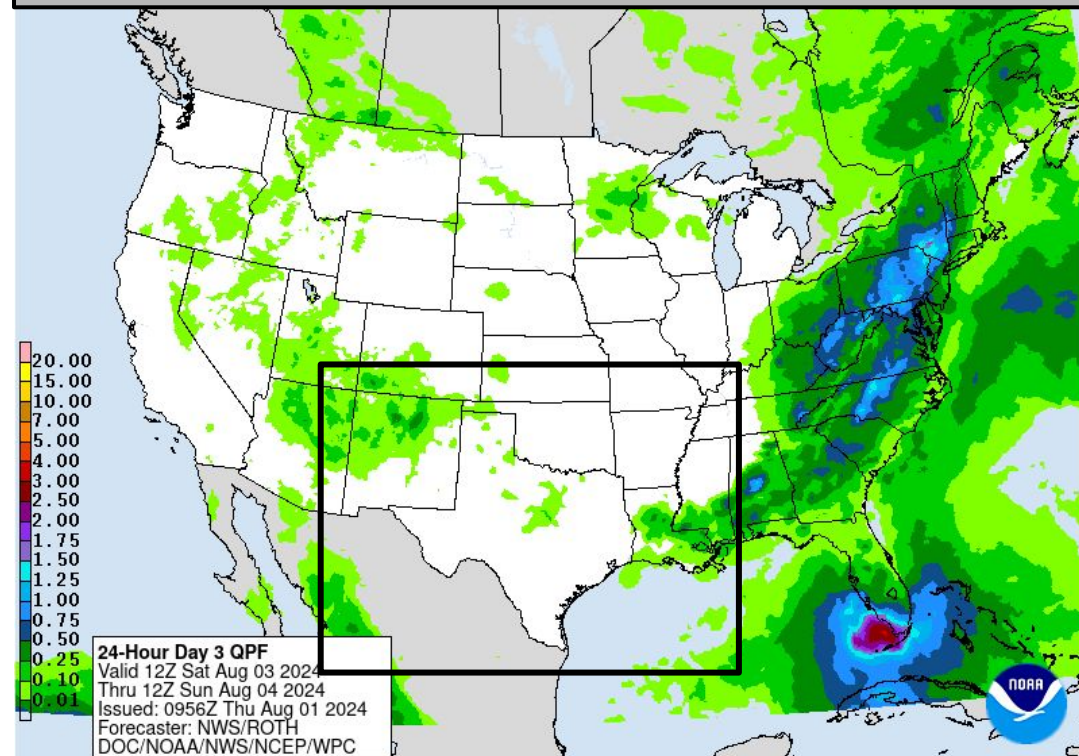 20.00
15.00
10.00
7.00
5.00
4.00
3.00
2.50
2.00
1.75
1.50
1.25
1.00
0.75
0.50
0.25
0.10
0.01
24-Hour Day 3 QPF
Valid 12Z Sat Aug 03 2024
Thru 12Z Sun Aug 04 2024
Issued: 0956Z Thu Aug 01 2024
Forecaster: NWS/ROTH
DOC/NOAA/NWS/NCEP/WPC
NOAA